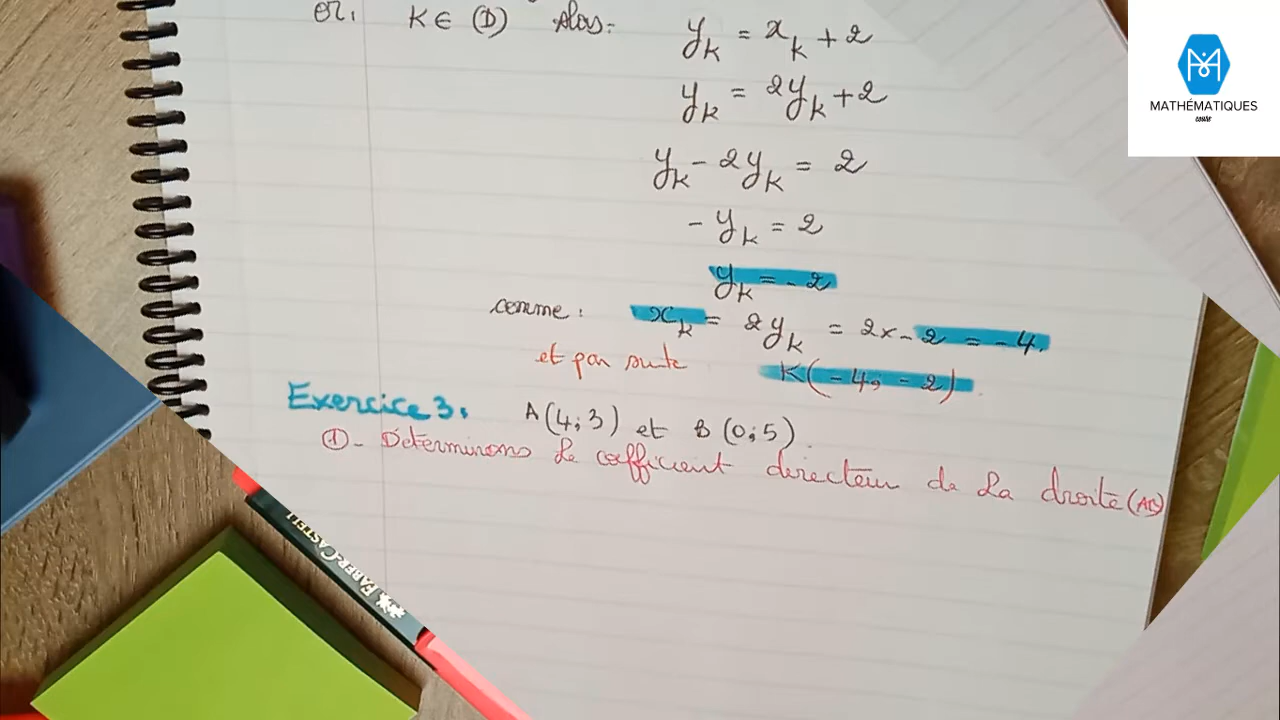 or. K ∈ (D) Alors: y_K = x_K + 2
y_K = 2y_K + 2
y_K - 2y_K = 2
- y_K = 2
y_K = - 2
comme: x_K = 2y_K = 2x-2 = -4.
et par suite K(-4; -2).
Exercice 3: A(4;3) et B(0;5).
①- Déterminons le coefficient directeur de la droite (AB)
MATHÉMATIQUES
cours
FABER-CASTELL